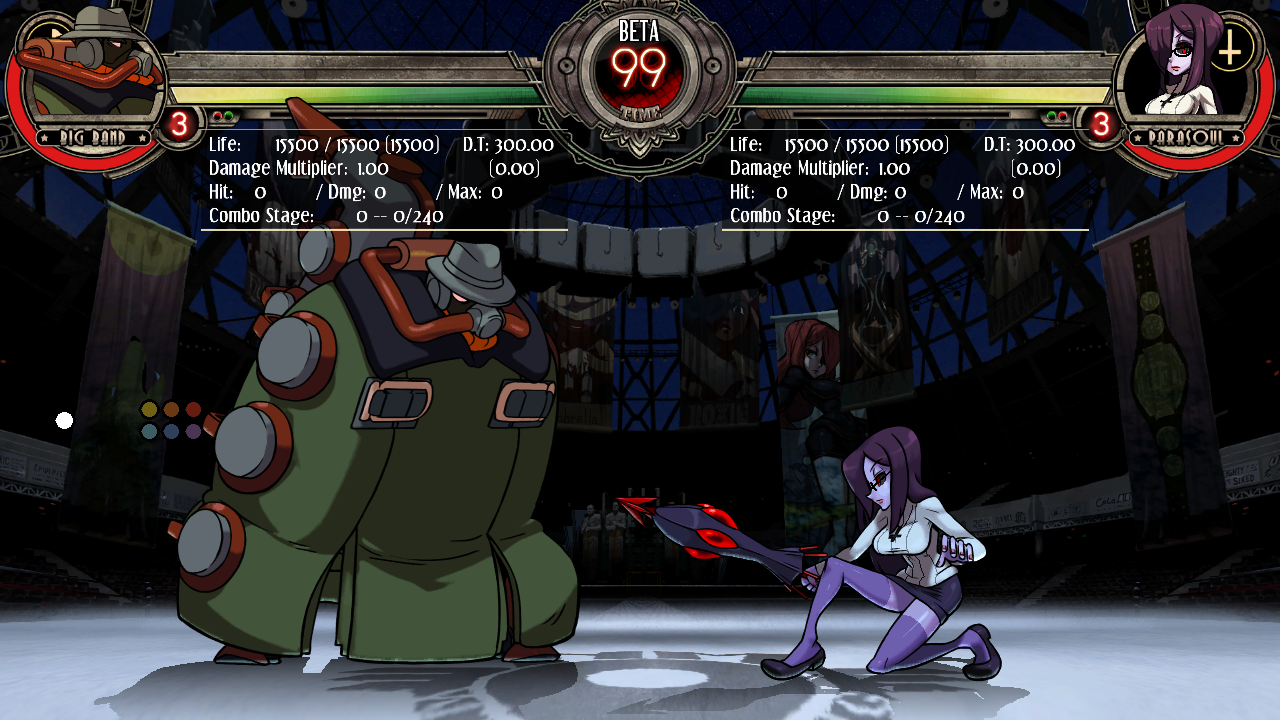 BETA
99
TIME
BIG BAND
3
3
PARASOUL
Life: 15500 / 15500 (15500) D.T: 300.00
Damage Multiplier: 1.00 (0.00)
Hit: 0 / Dmg: 0 / Max: 0
Combo Stage: 0 -- 0/240
Life: 15500 / 15500 (15500) D.T: 300.00
Damage Multiplier: 1.00 (0.00)
Hit: 0 / Dmg: 0 / Max: 0
Combo Stage: 0 -- 0/240